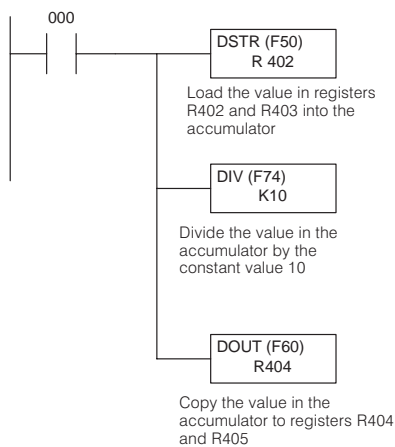 000
DSTR (F50)
R 402
Load the value in registers
R402 and R403 into the
accumulator
DIV (F74)
K10
Divide the value in the
accumulator by the
constant value 10
DOUT (F60)
R404
Copy the value in the
accumulator to registers R404
and R405